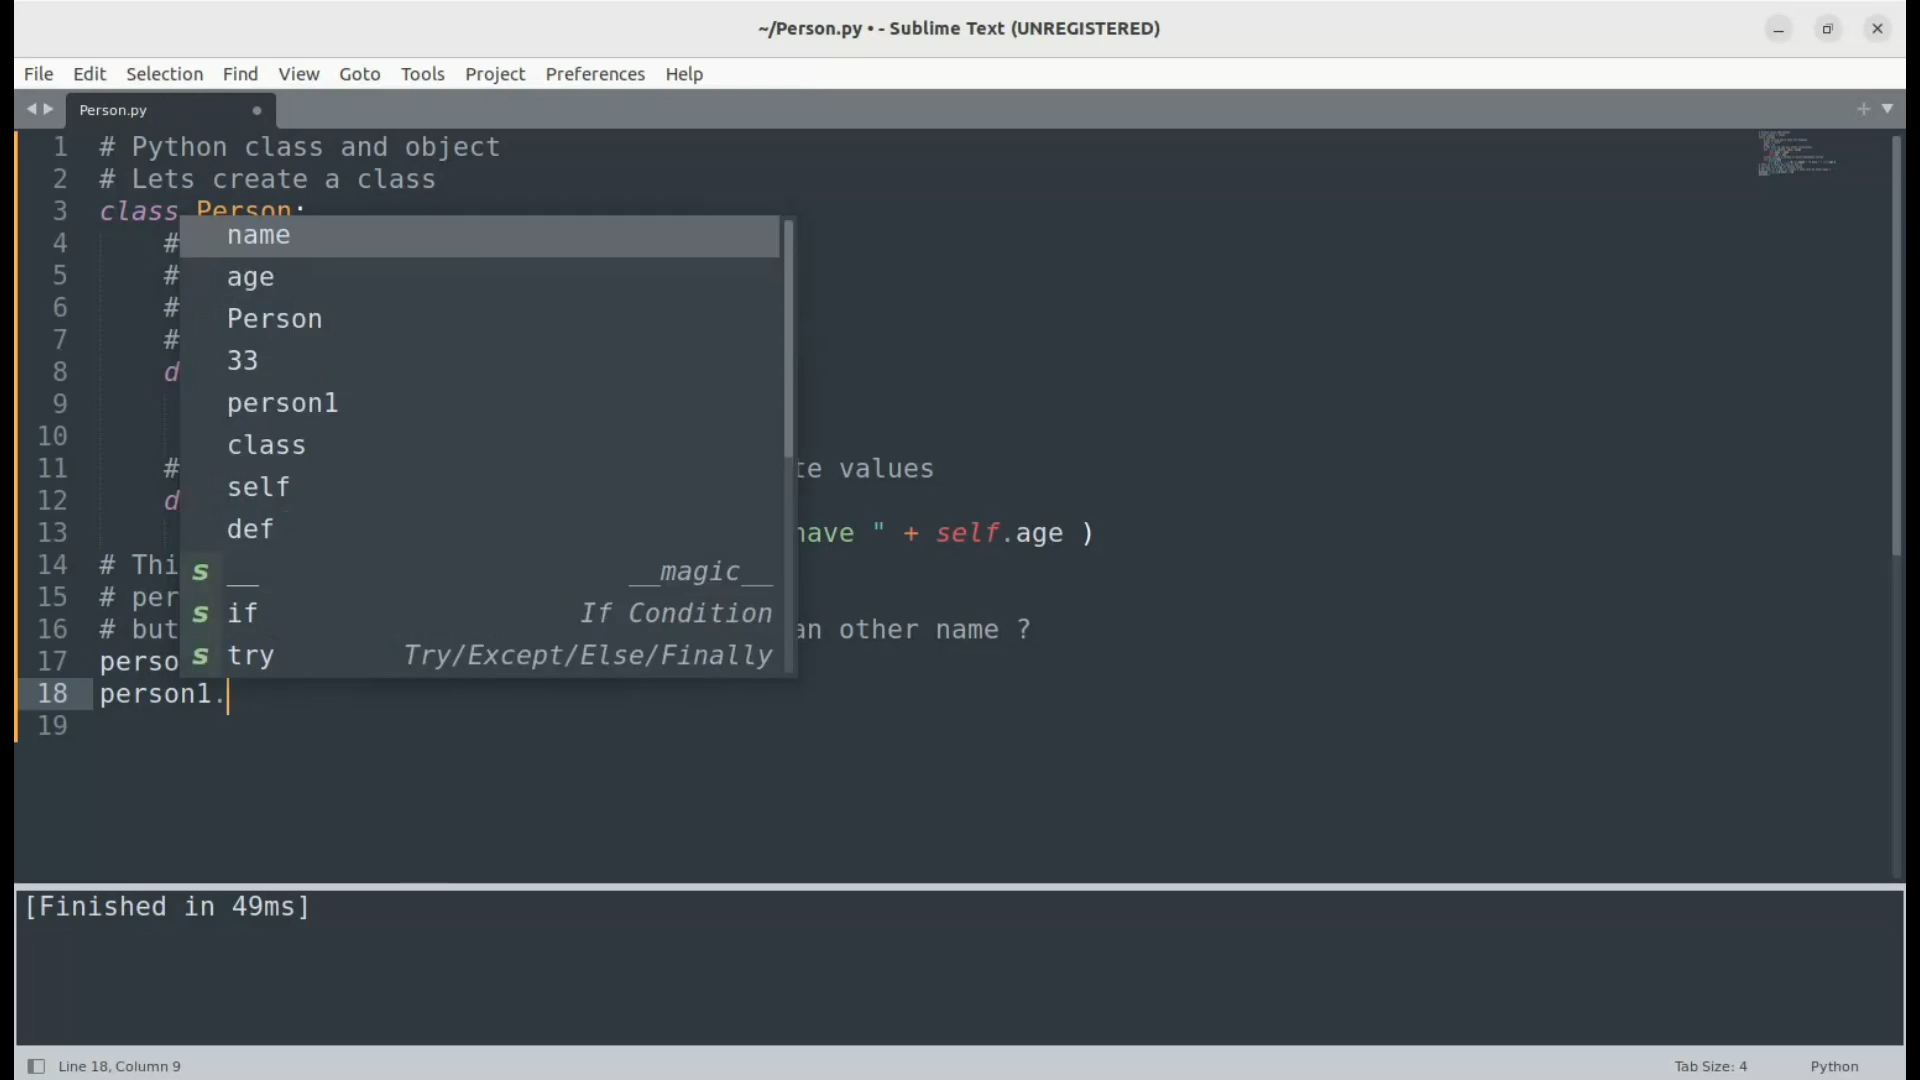 ~/Person.py • - Sublime Text (UNREGISTERED)
File Edit Selection Find View Goto Tools Project Preferences Help
Person.py
1 # Python class and object
2 # Lets create a class
3 class Person:
4 #
5 #
6 #
7 #
8 d
9
10
11 # te values
12 d
13 have " + self.age )
14 # Thi
15 # per
16 # but an other name ?
17 perso
18 person1.
19
name
age
Person
33
person1
class
self
def
s __ __magic__
s if If Condition
s try Try/Except/Else/Finally
[Finished in 49ms]
Line 18, Column 9 Tab Size: 4 Python